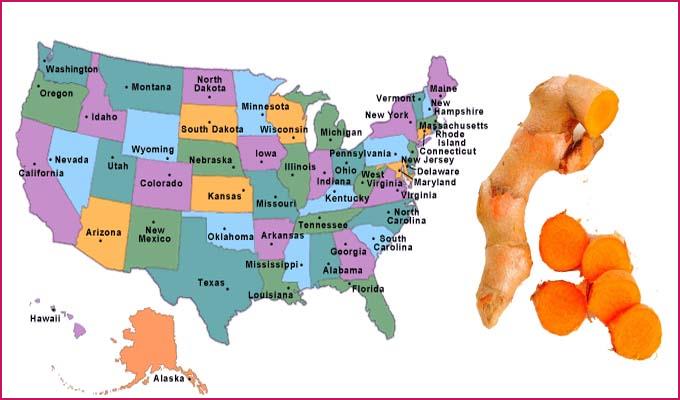 Washington
Oregon
California
Nevada
Idaho
Montana
Wyoming
Utah
Colorado
Arizona
New
Mexico
North
Dakota
South Dakota
Nebraska
Kansas
Oklahoma
Texas
Minnesota
Iowa
Missouri
Arkansas
Louisiana
Wisconsin
Illinois
Michigan
Indiana
Ohio
Kentucky
Tennessee
Mississippi
Alabama
Georgia
Florida
South
Carolina
North
Carolina
Virginia
West
Virginia
Pennsylvania
New York
Vermont
Maine
New
Hampshire
Massachusetts
Rhode
Island
Connecticut
New Jersey
Delaware
Maryland
Hawaii
Alaska